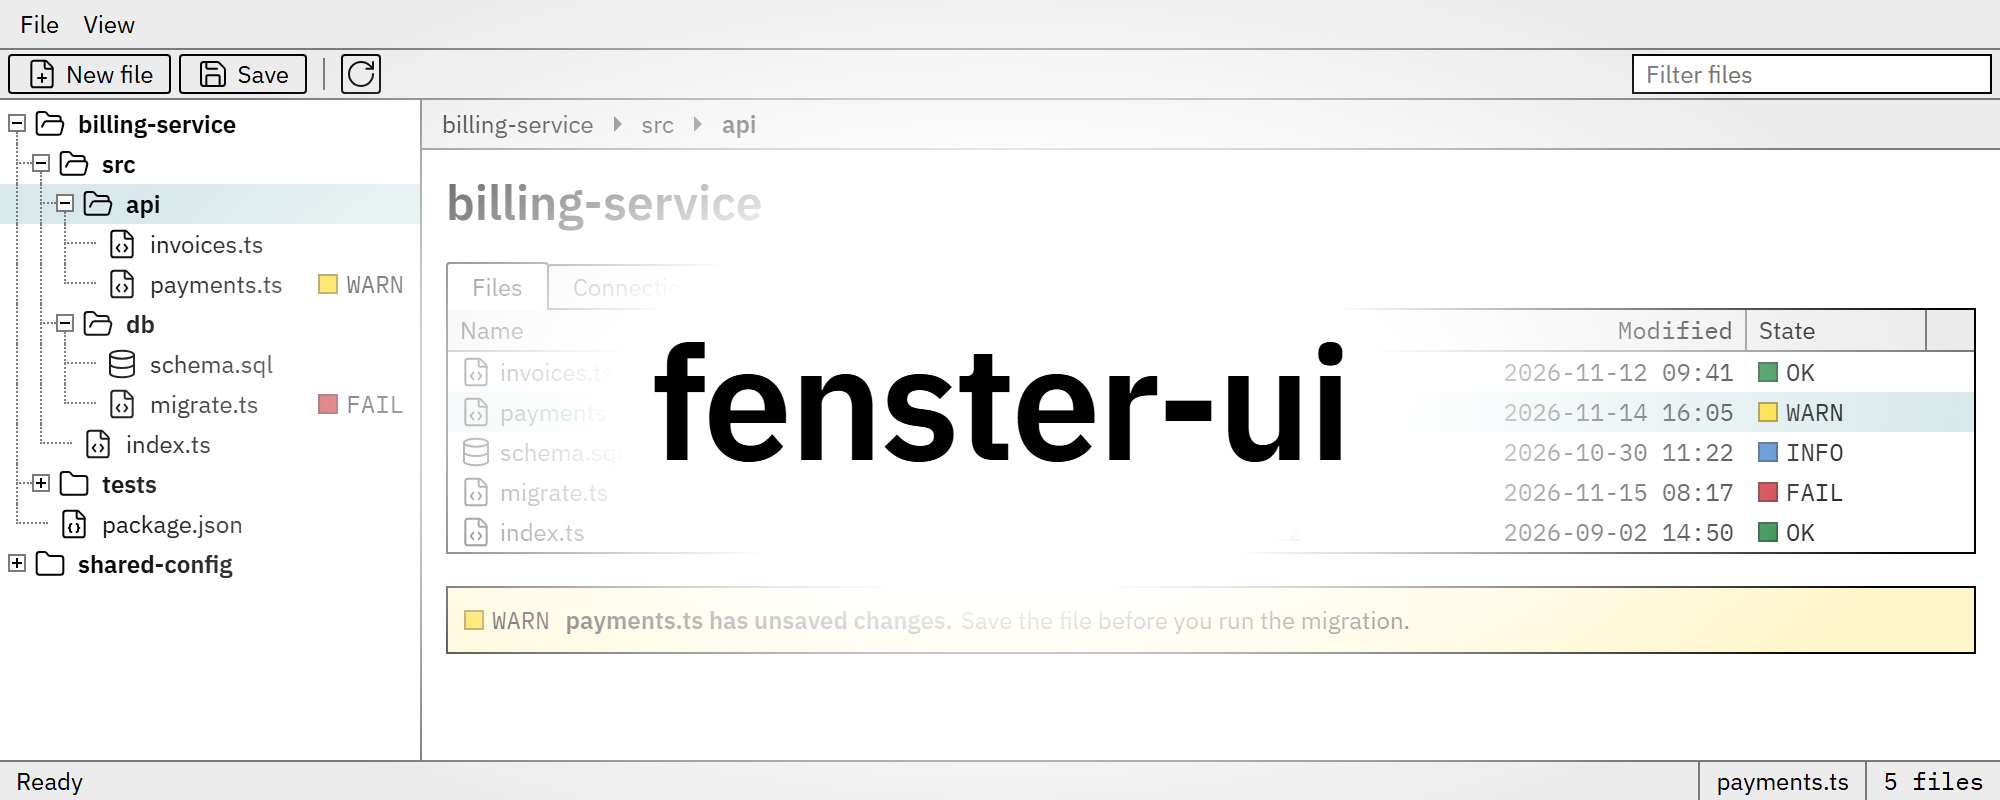 File View
New file Save Filter files
billing-service
src
api
invoices.ts
payments.ts WARN
db
schema.sql
migrate.ts FAIL
index.ts
tests
package.json
shared-config
billing-service src api
billing-service
Files
Name Modified State
invoices.ts 2026-11-12 09:41 OK
payments. 2026-11-14 16:05 WARN
schema.sql 2026-10-30 11:22 INFO
migrate.ts 2026-11-15 08:17 FAIL
index.ts 12 2026-09-02 14:50 OK
fenster-ui
WARN payments.ts has unsaved changes. Save the file before you run the migration.
Ready payments.ts 5 files